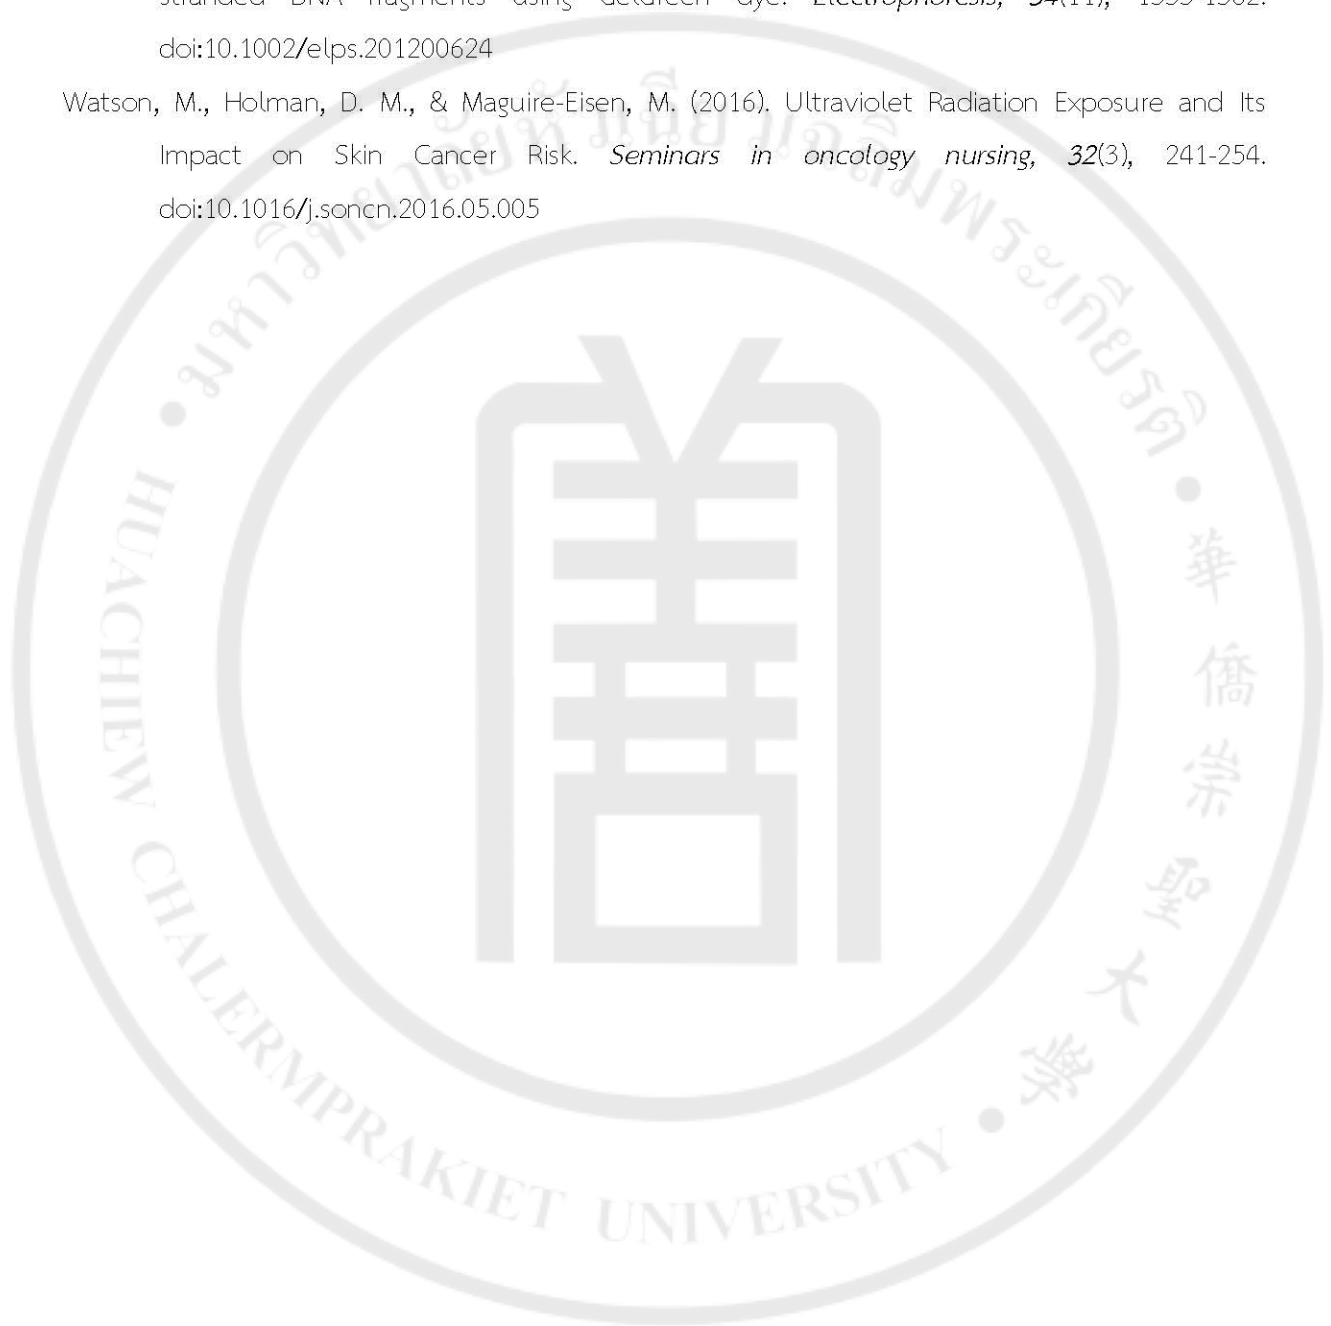 stranded DNA fragments using GelGreen dye. Electrophoresis, 34(11), 1555-1562.
doi:10.1002/elps.201200624
Watson, M., Holman, D. M., & Maguire-Eisen, M. (2016). Ultraviolet Radiation Exposure and Its
Impact on Skin Cancer Risk. Seminars in oncology nursing, 32(3), 241-254.
doi:10.1016/j.soncn.2016.05.005
มหาวิทยาลัยหัวเฉียวเฉลิมพระเกียรติ
華僑崇聖大學
HUACHIEW CHALERMPRAKIET UNIVERSITY